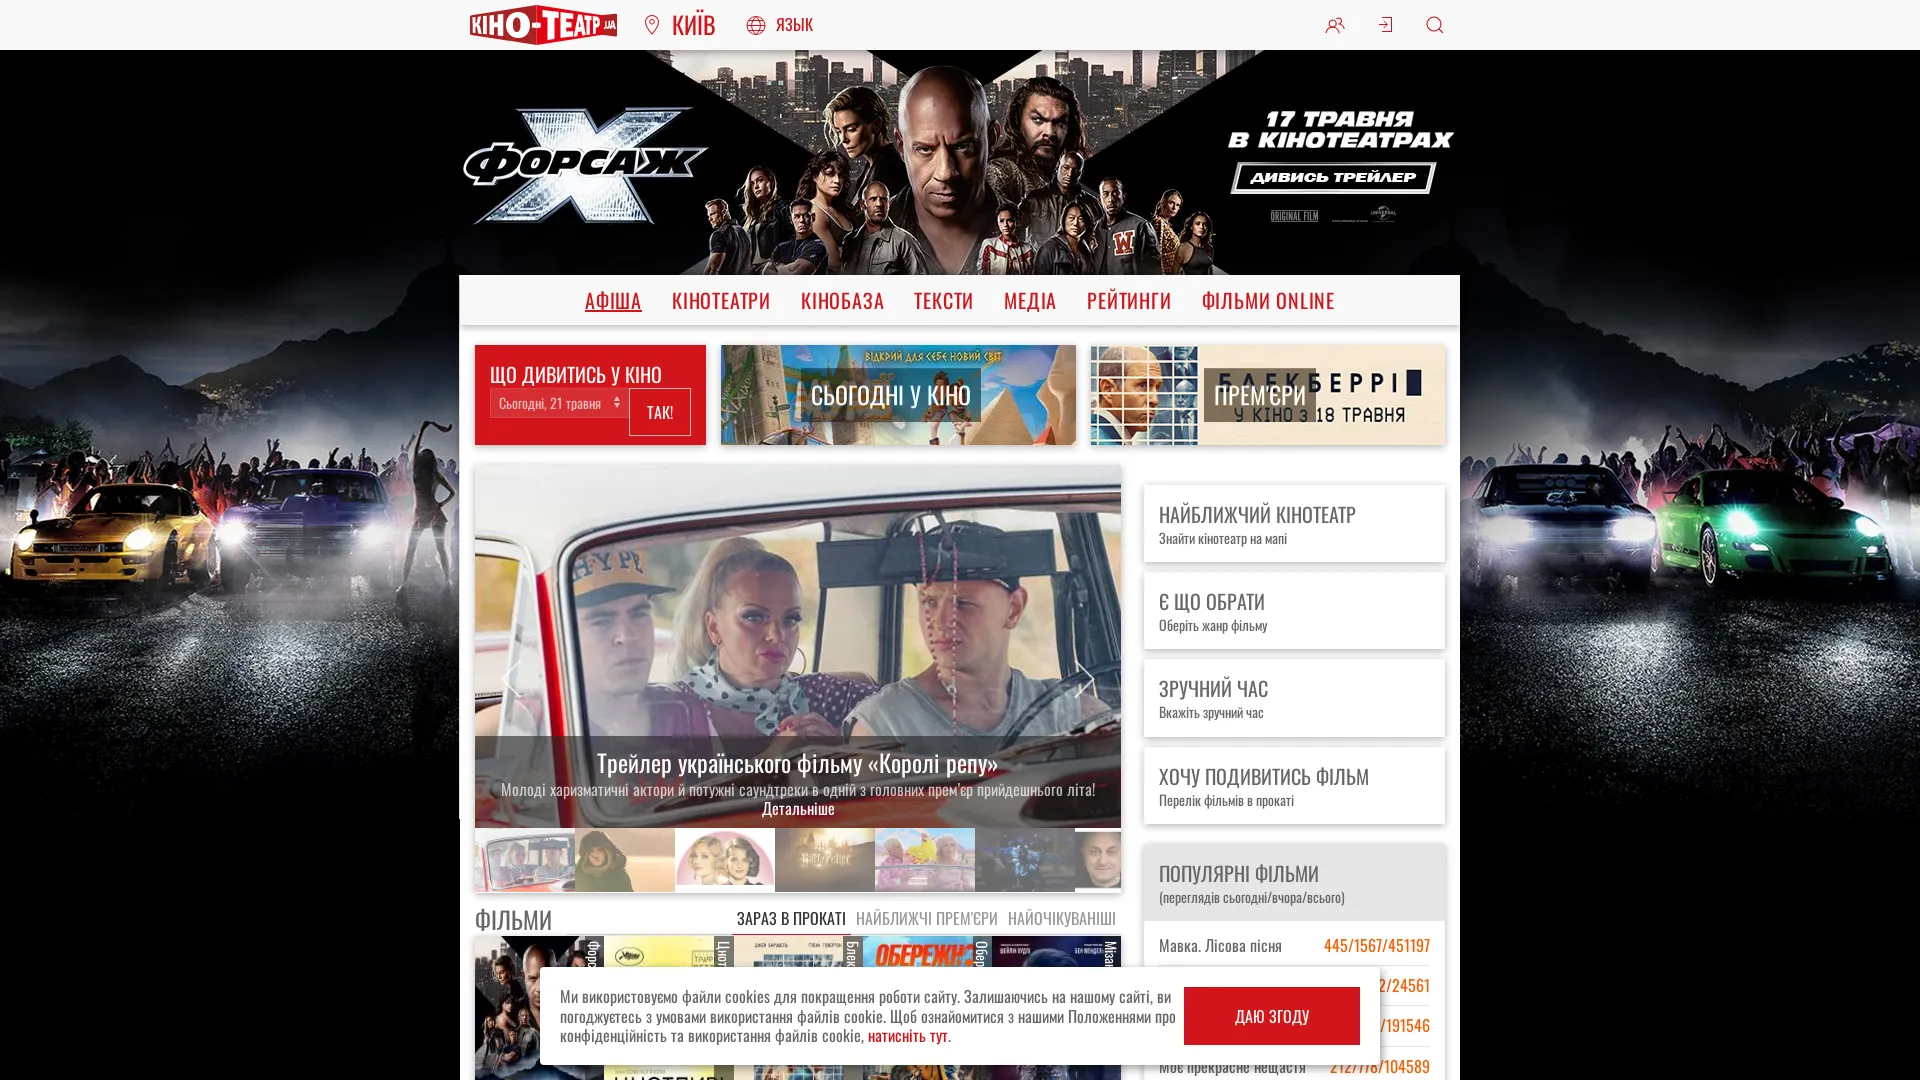 КІНО-ТЕАТР.UA
КИЇВ
ЯЗЫК
ФОРСАЖ
17 ТРАВНЯ
В КІНОТЕАТРАХ
ДИВИСЬ ТРЕЙЛЕР
ORIGINAL FILM
UNIVERSAL
АФІША
КІНОТЕАТРИ
КІНОБАЗА
ТЕКСТИ
МЕДІА
РЕЙТИНГИ
ФІЛЬМИ ONLINE
ЩО ДИВИТИСЬ У КІНО
Сьогодні, 21 травня
ТАК!
ВІДКРИЙ ДЛЯ СЕБЕ НОВИЙ СВІТ
СЬОГОДНІ У КІНО
БЛЕКБЕРРІ
ПРЕМ'ЄРИ
У КІНО З 18 ТРАВНЯ
HYPE
Трейлер українського фільму «Королі репу»
Молоді харизматичні актори й потужні саундтреки в одній з головних прем’єр прийдешнього літа!
Детальніше
НАЙБЛИЖЧИЙ КІНОТЕАТР
Знайти кінотеатр на мапі
Є ЩО ОБРАТИ
Оберіть жанр фільму
ЗРУЧНИЙ ЧАС
Вкажіть зручний час
ХОЧУ ПОДИВИТИСЬ ФІЛЬМ
Перелік фільмів в прокаті
ПОПУЛЯРНІ ФІЛЬМИ
(переглядів сьогодні/вчора/всього)
Мавка. Лісова пісня
445/1567/451197
2/24561
/191546
Моє прекрасне нещастя
212/778/104589
ФІЛЬМИ
ЗАРАЗ В ПРОКАТІ
НАЙБЛИЖЧІ ПРЕМ'ЄРИ
НАЙОЧІКУВАНІШІ
Форс
Цнот
Блек
ОБЕРЕЖНО
Обер
Мізан
Ми використовуємо файли cookies для покращення роботи сайту. Залишаючись на нашому сайті, ви
погоджуєтесь з умовами використання файлів cookie. Щоб ознайомитися з нашими Положеннями про
конфіденційність та використання файлів cookie, натисніть тут.
ДАЮ ЗГОДУ